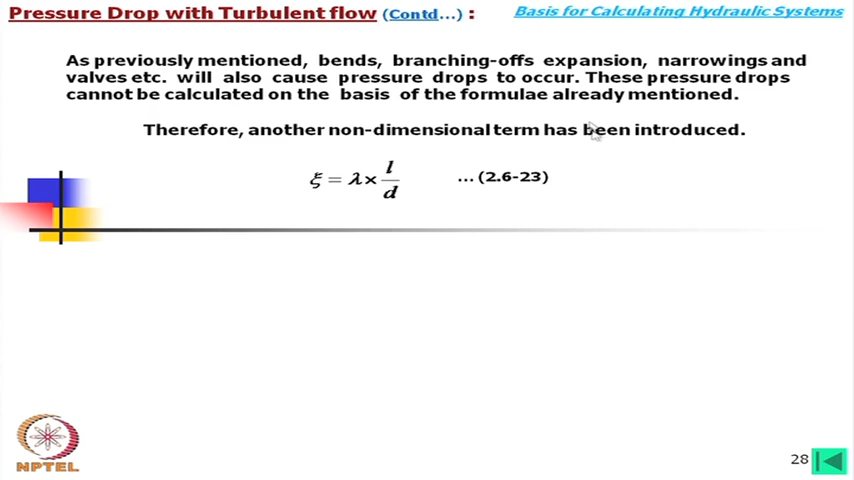 Pressure Drop with Turbulent flow (Contd...) :
Basis for Calculating Hydraulic Systems
As previously mentioned, bends, branching-offs expansion, narrowings and
valves etc. will also cause pressure drops to occur. These pressure drops
cannot be calculated on the basis of the formulae already mentioned.
Therefore, another non-dimensional term has been introduced.
ξ = λ × l/d ... (2.6-23)
NPTEL
28